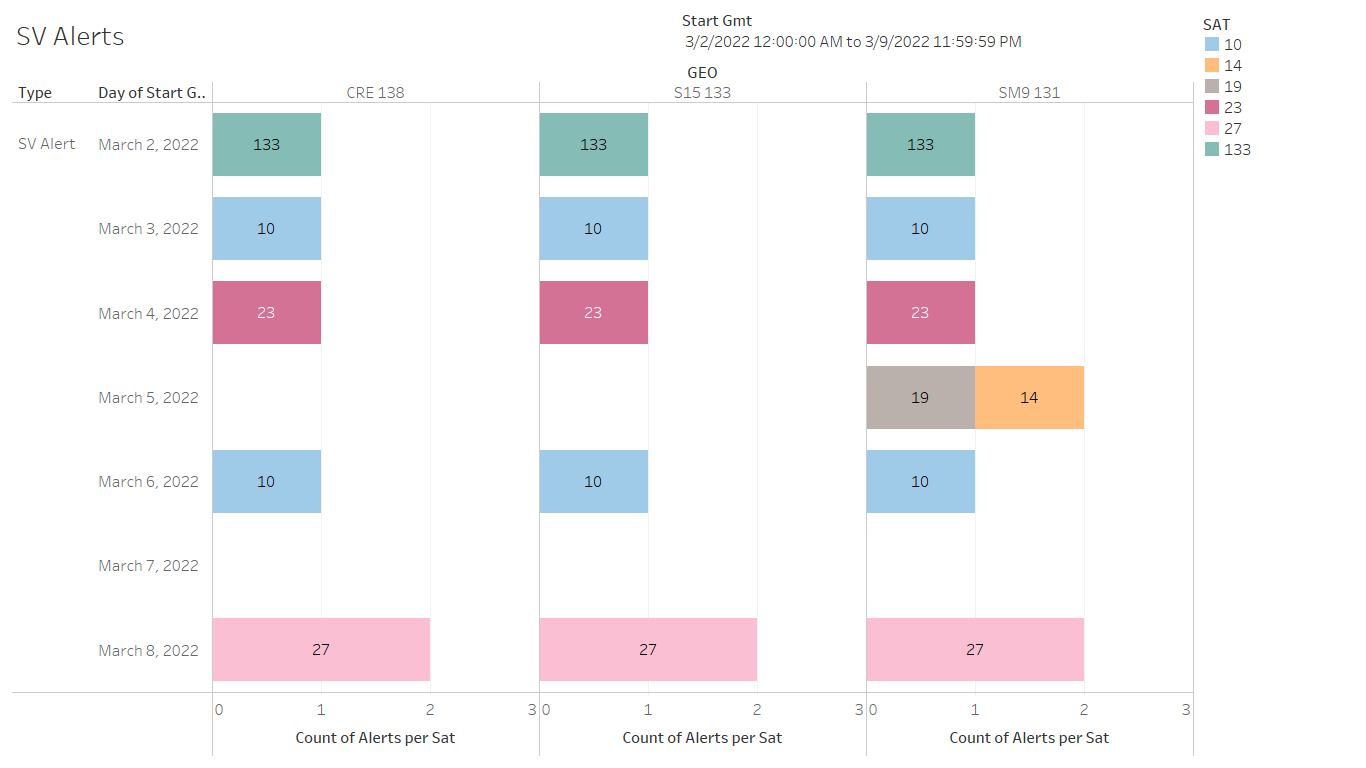 SV Alerts
Start Gmt
3/2/2022 12:00:00 AM to 3/9/2022 11:59:59 PM
SAT
10
14
19
23
27
133
GEO
Type Day of Start G.. CRE 138 S15 133 SM9 131
SV Alert March 2, 2022 133 133 133
March 3, 2022 10 10 10
March 4, 2022 23 23 23
March 5, 2022 19 14
March 6, 2022 10 10 10
March 7, 2022
March 8, 2022 27 27 27
0 1 2 3 0 1 2 3 0 1 2 3
Count of Alerts per Sat Count of Alerts per Sat Count of Alerts per Sat